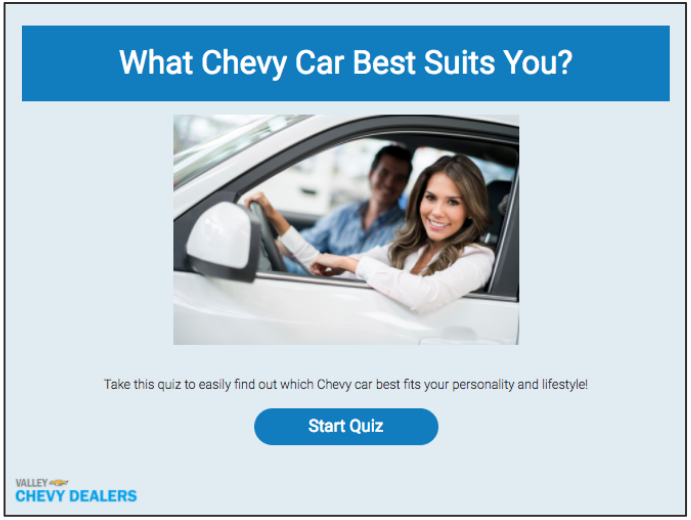 What Chevy Car Best Suits You?
Take this quiz to easily find out which Chevy car best fits your personality and lifestyle!
Start Quiz
VALLEY
CHEVY DEALERS